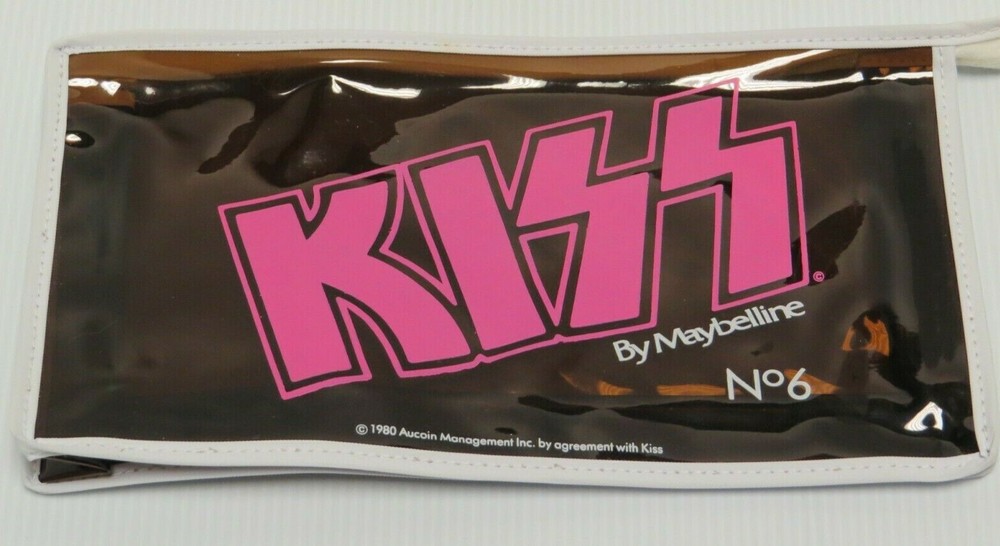 KISS ©
By Maybelline
Nº6
© 1980 Aucoin Management Inc. by agreement with Kiss